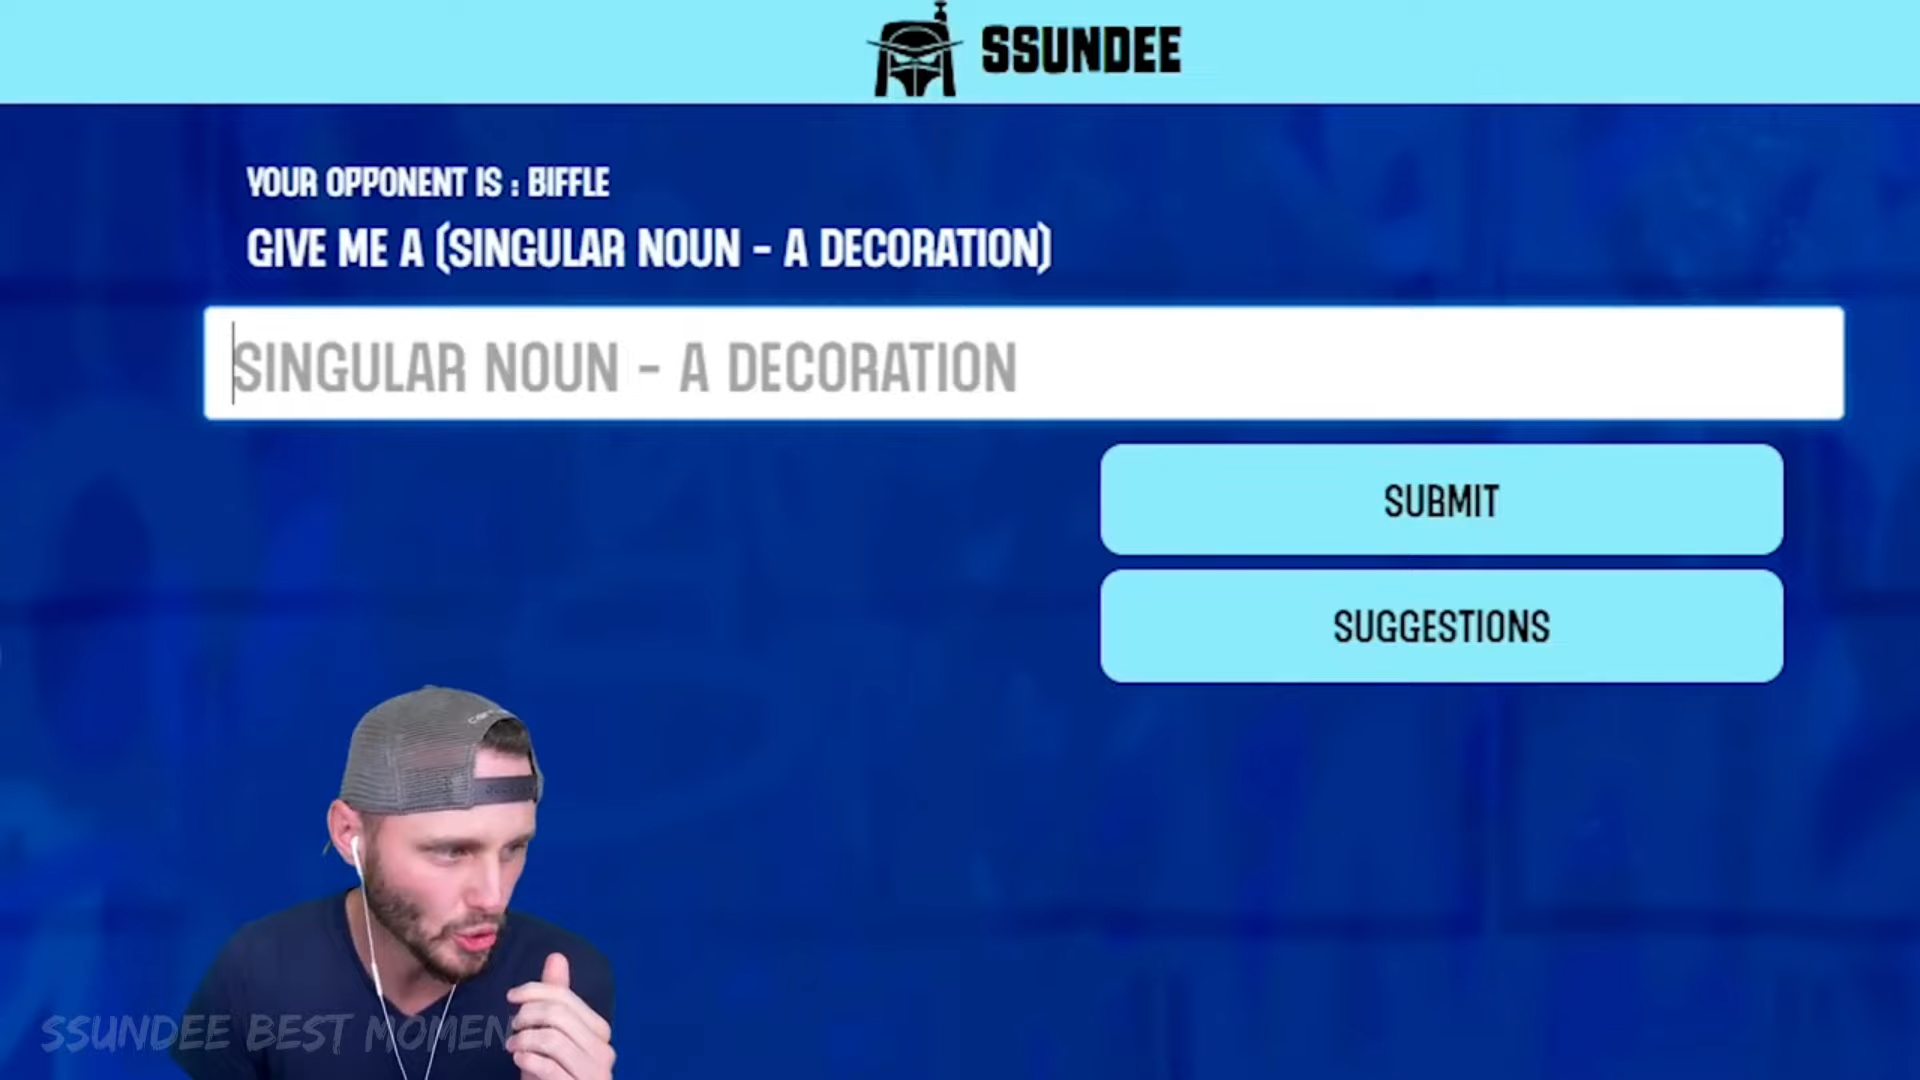 SSUNDEE
YOUR OPPONENT IS : BIFFLE
GIVE ME A (SINGULAR NOUN - A DECORATION)
SINGULAR NOUN - A DECORATION
SUBMIT
SUGGESTIONS
SSUNDEE BEST MOMEN